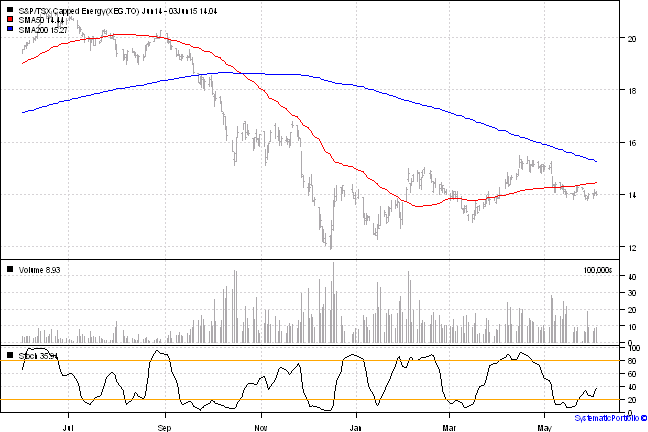 S&P/TSX Capped Energy(XEG.TO) Jun14 - 03Jun15 14.04
SMA50 14.44
SMA200 15.27
20
18
16
14
12
Volume 8.93
100,000s
40
30
20
10
0
Stoch 35.91
100
80
60
40
20
0
Jul
Sep
Nov
Jan
Mar
May
SystematicPortfolio ©